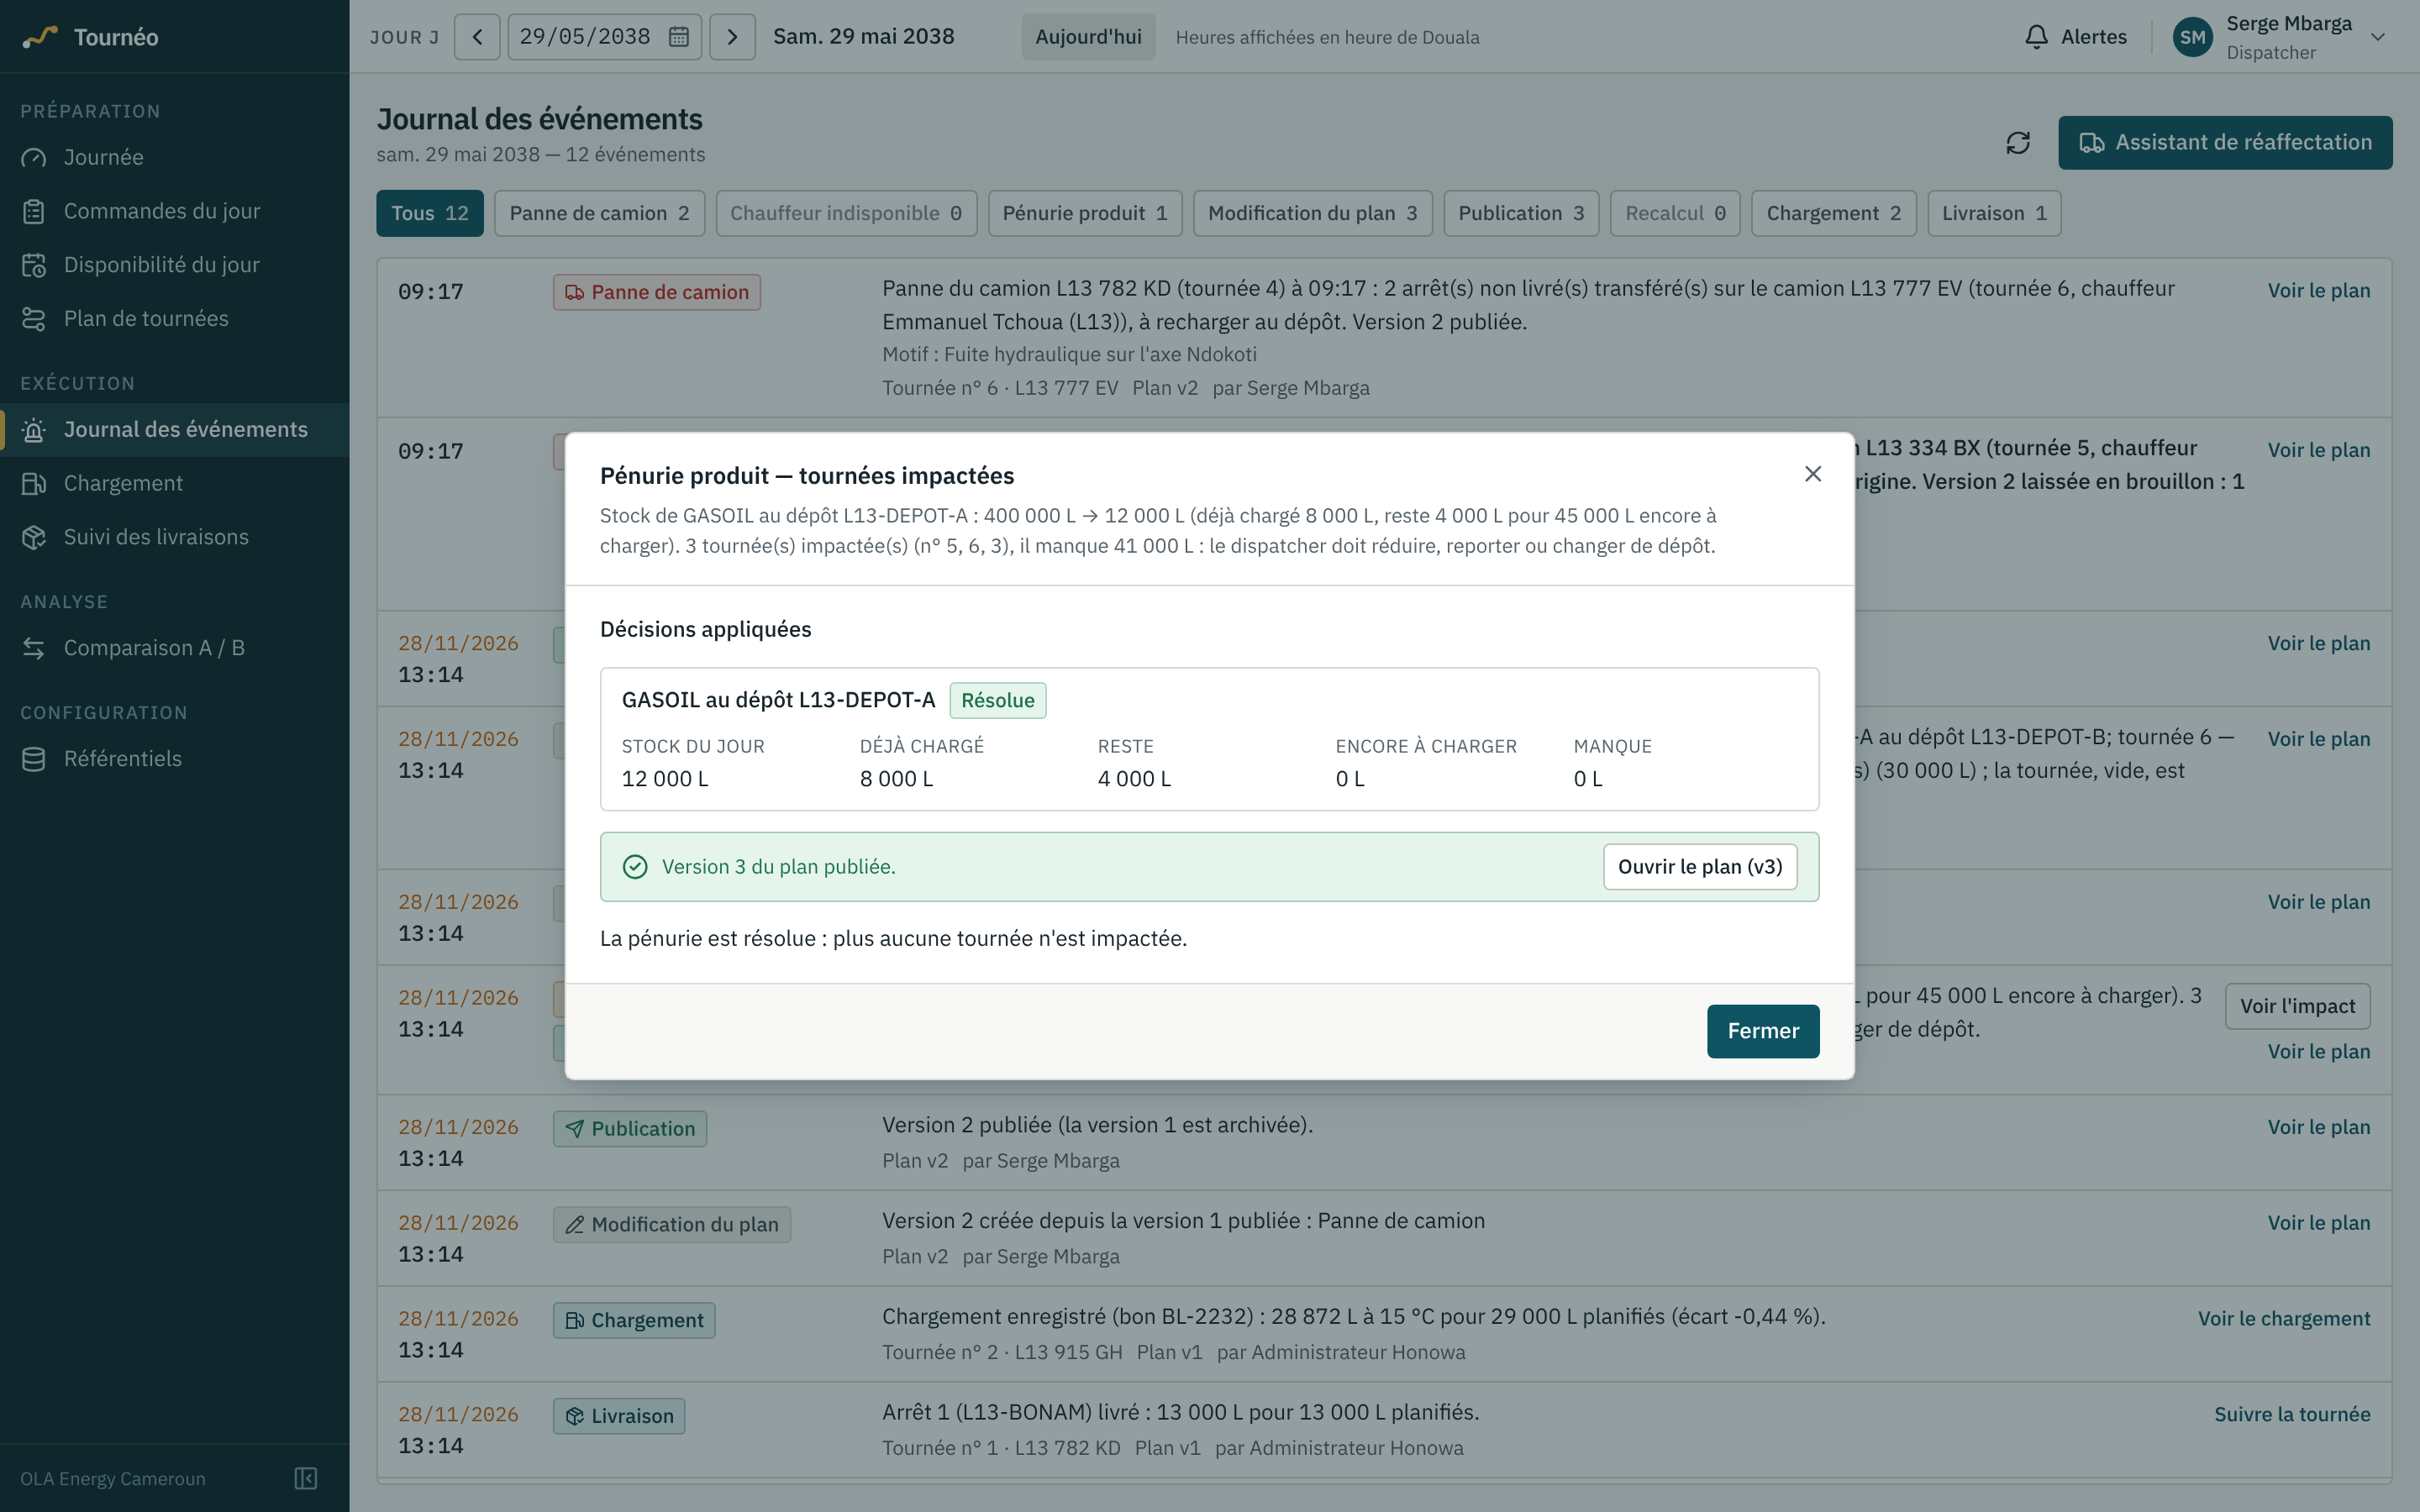 Tournéo
JOUR J
29/05/2038
Sam. 29 mai 2038
Aujourd'hui
Heures affichées en heure de Douala
Alertes
SM
Serge Mbarga
Dispatcher
PRÉPARATION
Journée
Commandes du jour
Disponibilité du jour
Plan de tournées
EXÉCUTION
Journal des événements
Chargement
Suivi des livraisons
ANALYSE
Comparaison A / B
CONFIGURATION
Référentiels
OLA Energy Cameroun
Journal des événements
sam. 29 mai 2038 — 12 événements
Assistant de réaffectation
Tous 12
Panne de camion 2
Chauffeur indisponible 0
Pénurie produit 1
Modification du plan 3
Publication 3
Recalcul 0
Chargement 2
Livraison 1
09:17
Panne de camion
Panne du camion L13 782 KD (tournée 4) à 09:17 : 2 arrêt(s) non livré(s) transféré(s) sur le camion L13 777 EV (tournée 6, chauffeur
Emmanuel Tchoua (L13)), à recharger au dépôt. Version 2 publiée.
Motif : Fuite hydraulique sur l'axe Ndokoti
Tournée n° 6 · L13 777 EV Plan v2 par Serge Mbarga
Voir le plan
09:17
L13 334 BX (tournée 5, chauffeur
rigine. Version 2 laissée en brouillon : 1
Voir le plan
28/11/2026
13:14
Voir le plan
28/11/2026
13:14
-A au dépôt L13-DEPOT-B; tournée 6 —
s) (30 000 L) ; la tournée, vide, est
Voir le plan
28/11/2026
13:14
Voir le plan
28/11/2026
13:14
L pour 45 000 L encore à charger). 3
ger de dépôt.
Voir l'impact
Voir le plan
Pénurie produit — tournées impactées
Stock de GASOIL au dépôt L13-DEPOT-A : 400 000 L → 12 000 L (déjà chargé 8 000 L, reste 4 000 L pour 45 000 L encore à
charger). 3 tournée(s) impactée(s) (n° 5, 6, 3), il manque 41 000 L : le dispatcher doit réduire, reporter ou changer de dépôt.
Décisions appliquées
GASOIL au dépôt L13-DEPOT-A
Résolue
STOCK DU JOUR
DÉJÀ CHARGÉ
RESTE
ENCORE À CHARGER
MANQUE
12 000 L
8 000 L
4 000 L
0 L
0 L
Version 3 du plan publiée.
Ouvrir le plan (v3)
La pénurie est résolue : plus aucune tournée n'est impactée.
Fermer
28/11/2026
13:14
Publication
Version 2 publiée (la version 1 est archivée).
Plan v2 par Serge Mbarga
Voir le plan
28/11/2026
13:14
Modification du plan
Version 2 créée depuis la version 1 publiée : Panne de camion
Plan v2 par Serge Mbarga
Voir le plan
28/11/2026
13:14
Chargement
Chargement enregistré (bon BL-2232) : 28 872 L à 15 °C pour 29 000 L planifiés (écart -0,44 %).
Tournée n° 2 · L13 915 GH Plan v1 par Administrateur Honowa
Voir le chargement
28/11/2026
13:14
Livraison
Arrêt 1 (L13-BONAM) livré : 13 000 L pour 13 000 L planifiés.
Tournée n° 1 · L13 782 KD Plan v1 par Administrateur Honowa
Suivre la tournée